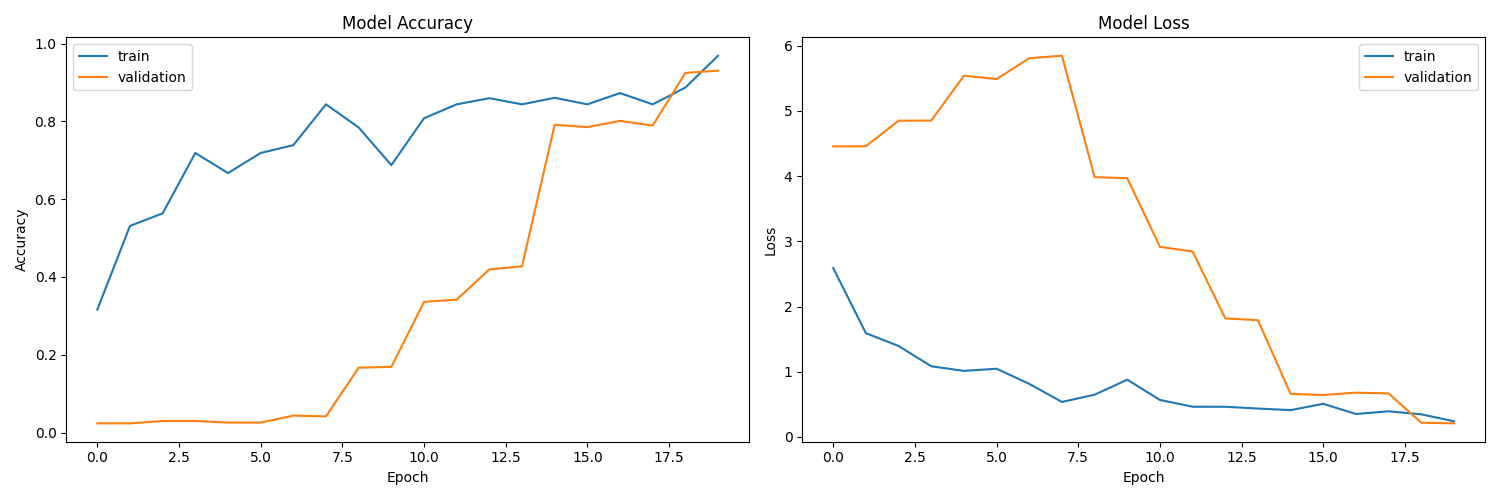 Model Accuracy
train
validation
1.0
0.8
0.6
0.4
0.2
0.0
Accuracy
0.0 2.5 5.0 7.5 10.0 12.5 15.0 17.5
Epoch
Model Loss
train
validation
6
5
4
3
2
1
0
Loss
0.0 2.5 5.0 7.5 10.0 12.5 15.0 17.5
Epoch